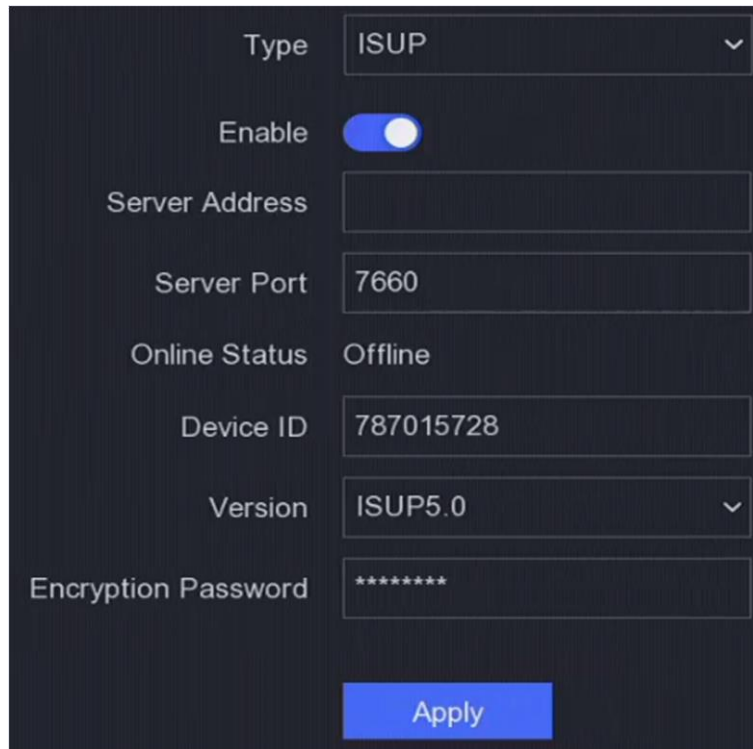 Type ISUP
Enable
Server Address
Server Port 7660
Online Status Offline
Device ID 787015728
Version ISUP5.0
Encryption Password ********
Apply